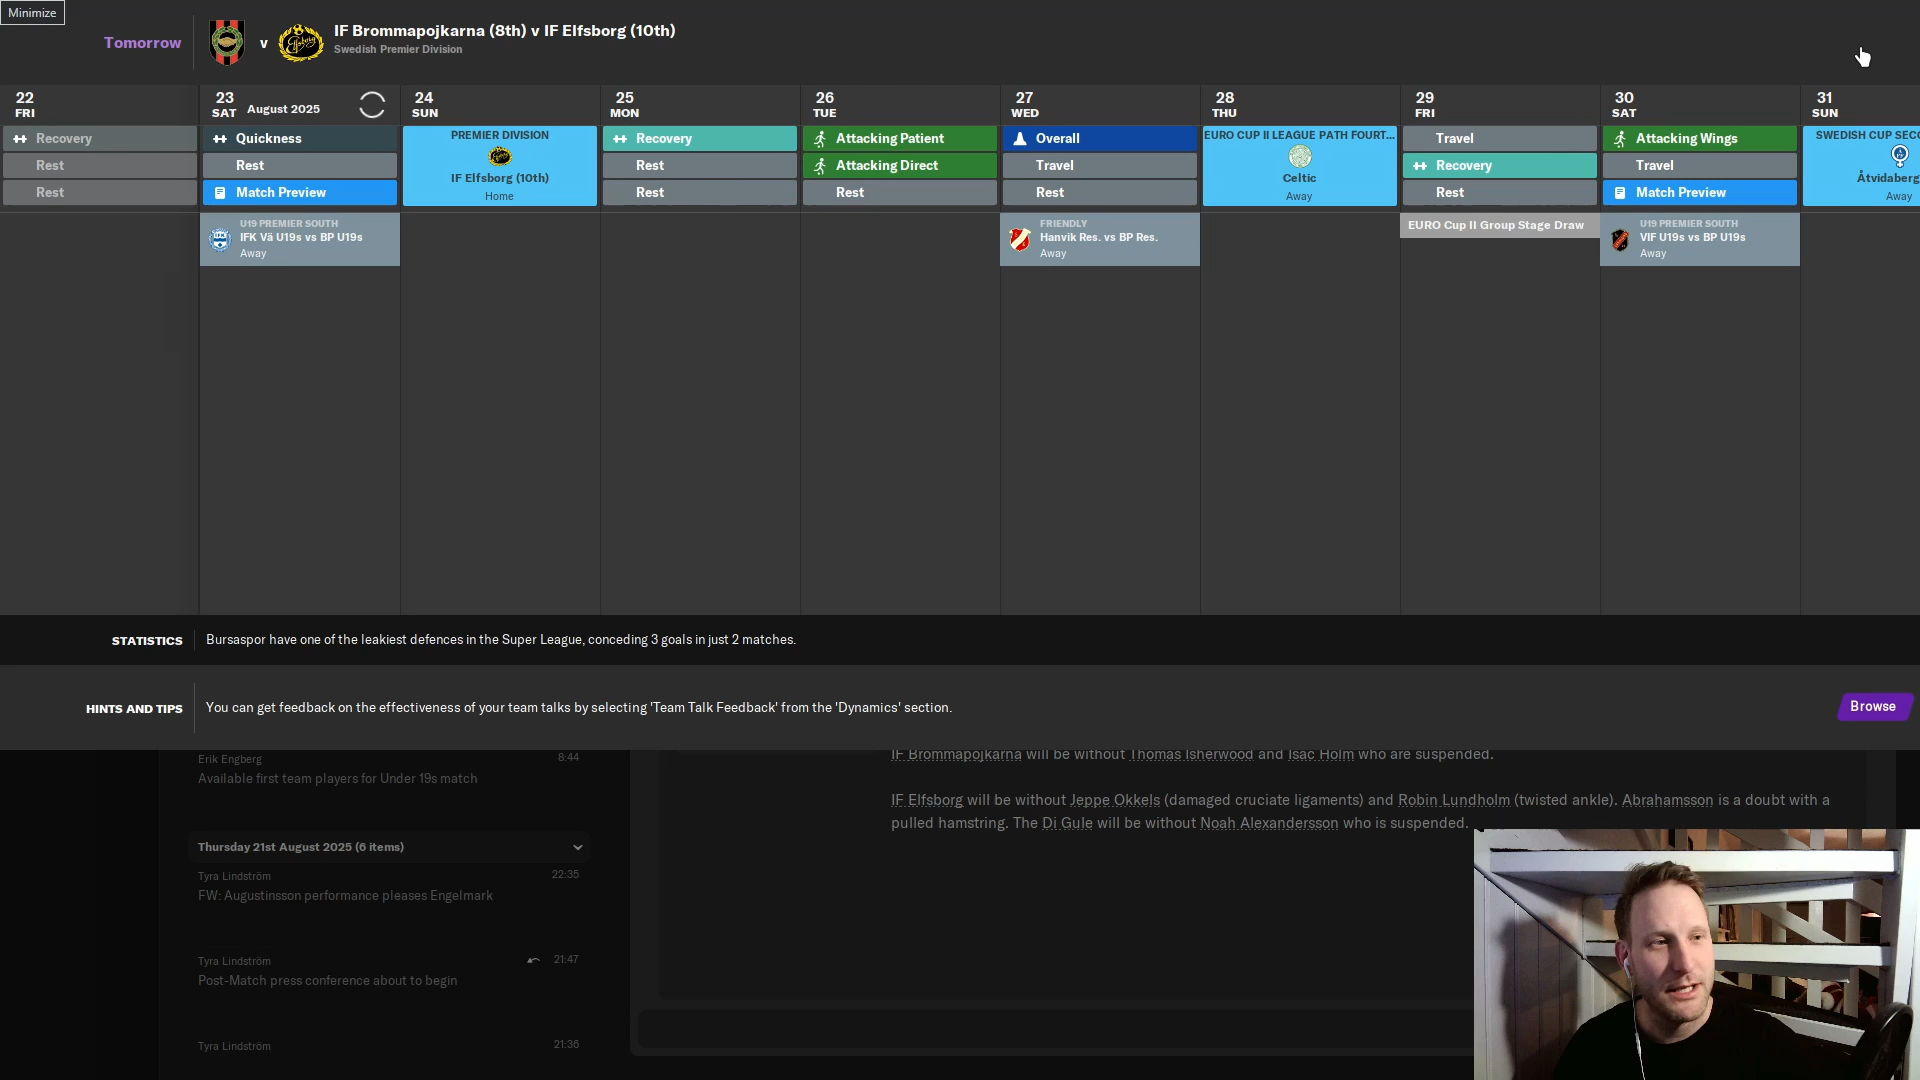 Minimize
Tomorrow
v
IF Brommapojkarna (8th) v IF Elfsborg (10th)
Swedish Premier Division
22
FRI
23
SAT August 2025
24
SUN
25
MON
26
TUE
27
WED
28
THU
29
FRI
30
SAT
31
SUN
Recovery
Rest
Rest
Quickness
Rest
Match Preview
PREMIER DIVISION
IF Elfsborg (10th)
Home
Recovery
Rest
Rest
Attacking Patient
Attacking Direct
Rest
Overall
Travel
Rest
EURO CUP II LEAGUE PATH FOURT...
Celtic
Away
Travel
Recovery
Rest
Attacking Wings
Travel
Match Preview
SWEDISH CUP SECO
Åtvidaberg
Away
U19 PREMIER SOUTH
IFK Vä U19s vs BP U19s
Away
FRIENDLY
Hanvik Res. vs BP Res.
Away
EURO Cup II Group Stage Draw
U19 PREMIER SOUTH
VIF U19s vs BP U19s
Away
STATISTICS
Bursaspor have one of the leakiest defences in the Super League, conceding 3 goals in just 2 matches.
HINTS AND TIPS
You can get feedback on the effectiveness of your team talks by selecting 'Team Talk Feedback' from the 'Dynamics' section.
Browse
Erik Engberg 8:44
Available first team players for Under 19s match
Thursday 21st August 2025 (6 items)
Tyra Lindström 22:35
FW: Augustinsson performance pleases Engelmark
Tyra Lindström 21:47
Post-Match press conference about to begin
Tyra Lindström 21:36
IF Brommapojkarna will be without Thomas Isherwood and Isac Holm who are suspended.
IF Elfsborg will be without Jeppe Okkels (damaged cruciate ligaments) and Robin Lundholm (twisted ankle). Abrahamsson is a doubt with a
pulled hamstring. The Di Gule will be without Noah Alexandersson who is suspended.